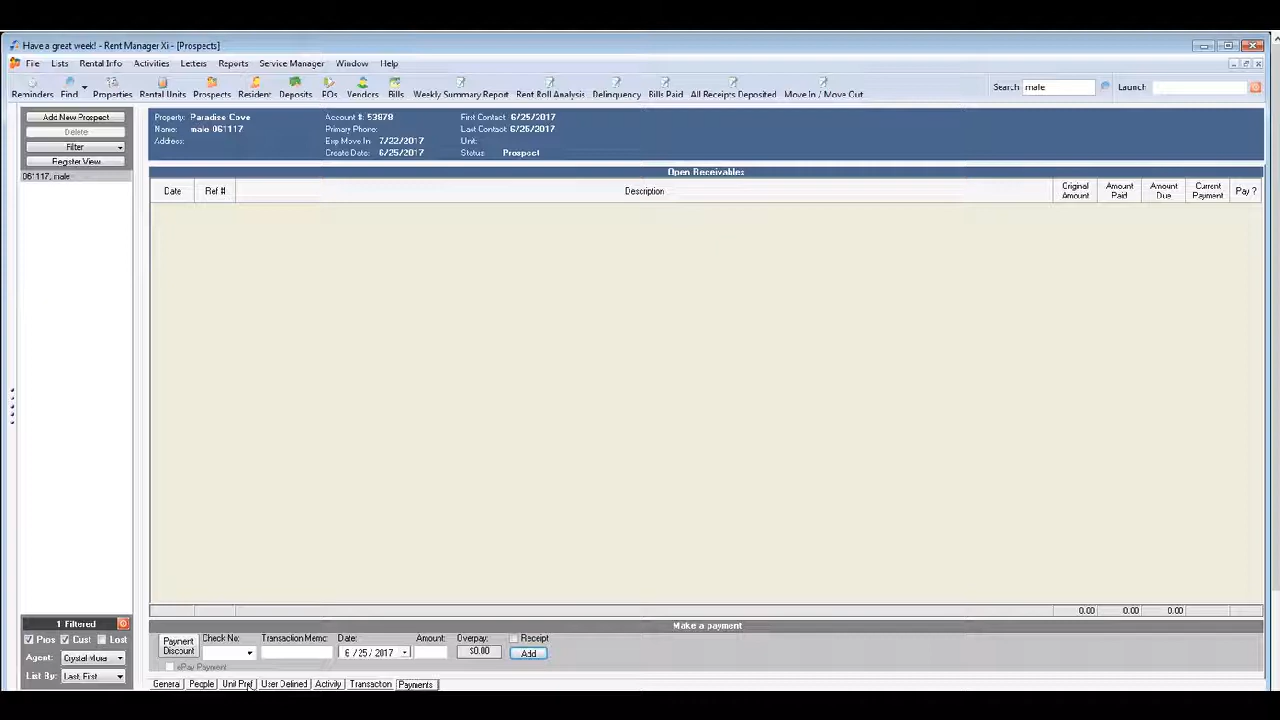 Have a great week! - Rent Manager Xi - [Prospects]
File Lists Rental Info Activities Letters Reports Service Manager Window Help
Reminders Find Properties Rental Units Prospects Resident Deposits POs Vendors Bills Weekly Summary Report Rent Roll Analysis Delinquency Bills Paid All Receipts Deposited Move In / Move Out Search male Launch
Add New Prospect
Delete
Filter
Register View
061117, male
Property: Paradise Cove Account #: 53878 First Contact 6/25/2017
Name: male 061117 Primary Phone: Last Contact 6/26/2017
Address: Exp Move In: 7/22/2017 Unit:
Create Date: 6/25/2017 Status: Prospect
Open Receivables
Date Ref # Description Original Amount Amount Paid Amount Due Current Payment Pay ?
0.00 0.00 0.00
Make a payment
Payment Discount Check No: Transaction Memo: Date: Amount: Overpay: Receipt
6 / 25 / 2017 $0.00 Add
ePay Payment
General People Unit Pref User Defined Activity Transaction Payments
1 Filtered
Pros Cust Lost
Agent: Crystal Mora
List By: Last, First